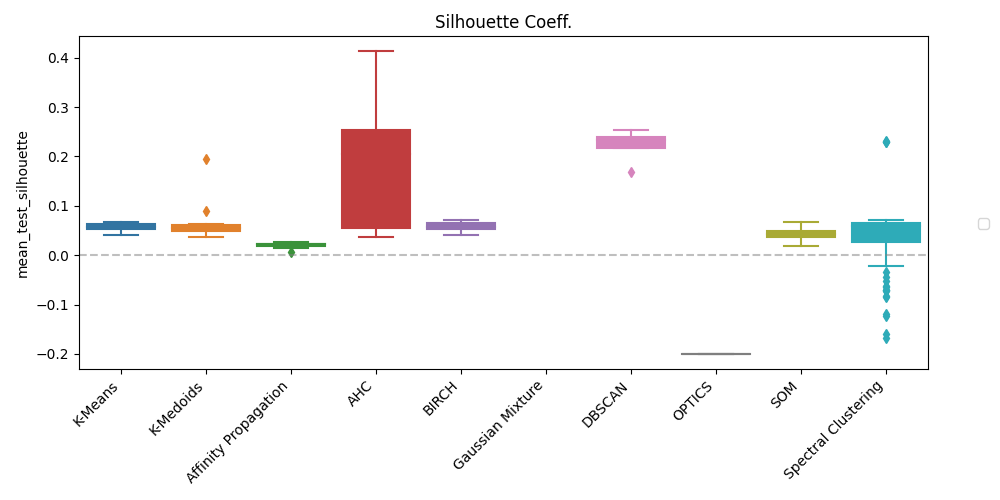 Silhouette Coeff.
mean_test_silhouette
0.4
0.3
0.2
0.1
0.0
−0.1
−0.2
K-Means
K-Medoids
Affinity Propagation
AHC
BIRCH
Gaussian Mixture
DBSCAN
OPTICS
SOM
Spectral Clustering